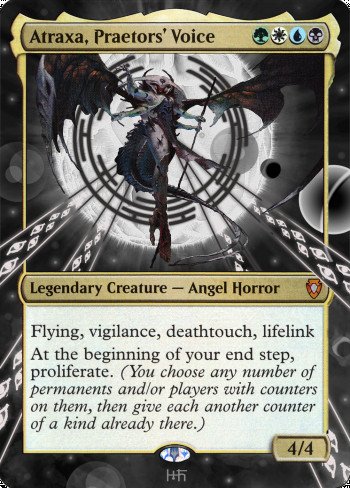 Atraxa, Praetors' Voice
Legendary Creature — Angel Horror
Flying, vigilance, deathtouch, lifelink
At the beginning of your end step,
proliferate. (You choose any number of
permanents and/or players with counters
on them, then give each another counter
of a kind already there.)
4/4